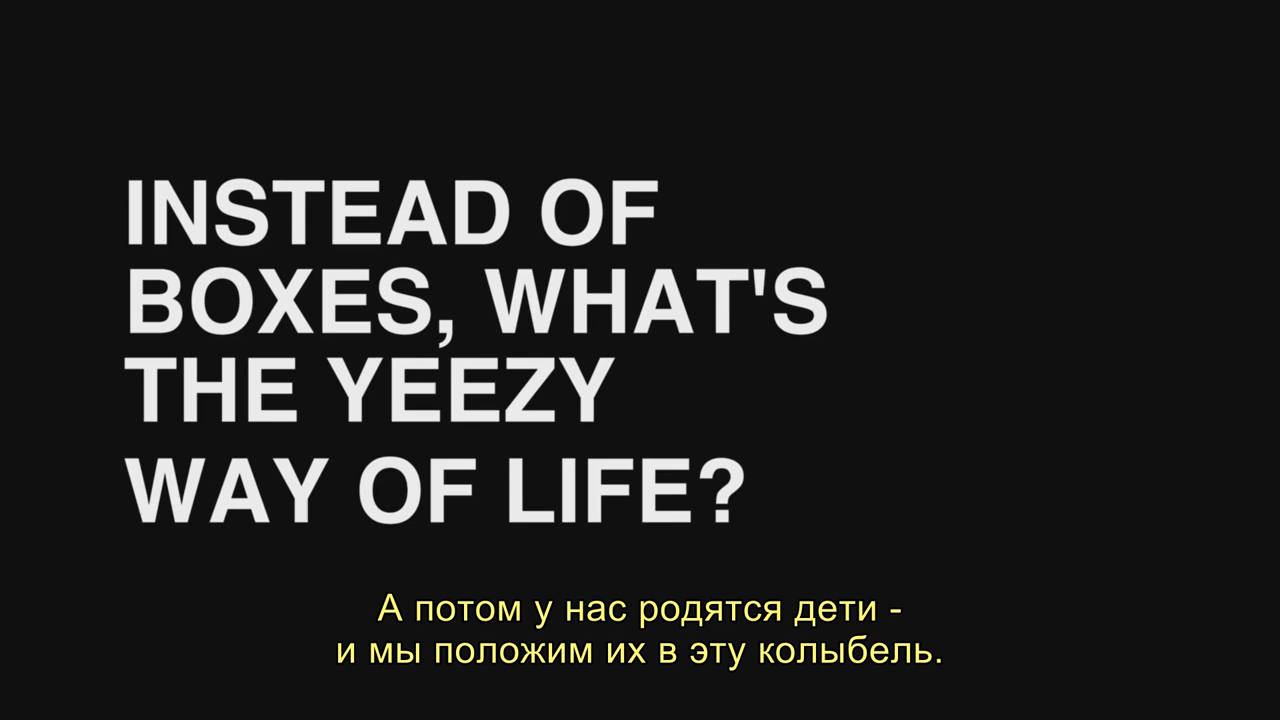 INSTEAD OF
BOXES, WHAT'S
THE YEEZY
WAY OF LIFE?
А потом у нас родятся дети -
и мы положим их в эту колыбель.